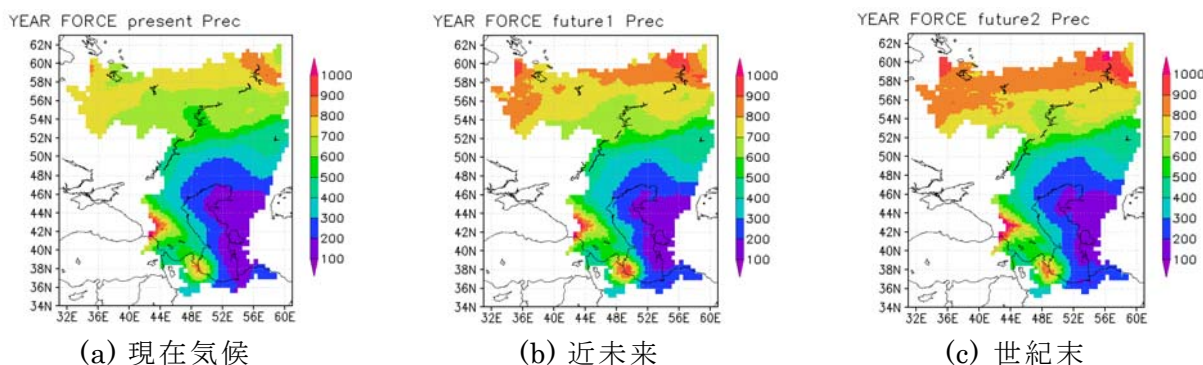 YEAR FORCE present Prec
62N
60N
58N
56N
54N
52N
50N
48N
46N
44N
42N
40N
38N
36N
34N
32E 36E 40E 44E 48E 52E 56E 60E
1000
900
800
700
600
500
400
300
200
100
(a) 現在気候
YEAR FORCE future1 Prec
62N
60N
58N
56N
54N
52N
50N
48N
46N
44N
42N
40N
38N
36N
34N
32E 36E 40E 44E 48E 52E 56E 60E
1000
900
800
700
600
500
400
300
200
100
(b) 近未来
YEAR FORCE future2 Prec
62N
60N
58N
56N
54N
52N
50N
48N
46N
44N
42N
40N
38N
36N
34N
32E 36E 40E 44E 48E 52E 56E 60E
1000
900
800
700
600
500
400
300
200
100
(c) 世紀末